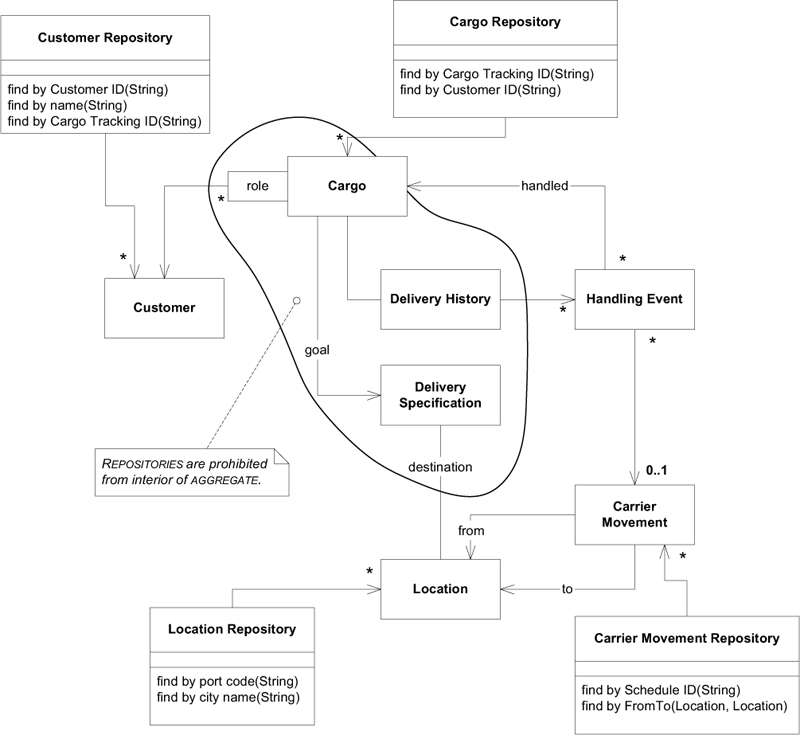 Customer Repository
find by Customer ID(String)
find by name(String)
find by Cargo Tracking ID(String)
Cargo Repository
find by Cargo Tracking ID(String)
find by Customer ID(String)
*
role
*
Cargo
handled
*
*
Customer
Delivery History
*
Handling Event
*
goal
Delivery
Specification
destination
REPOSITORIES are prohibited
from interior of AGGREGATE.
0..1
Carrier
Movement
from
*
Location
to
*
Location Repository
find by port code(String)
find by city name(String)
Carrier Movement Repository
find by Schedule ID(String)
find by FromTo(Location, Location)